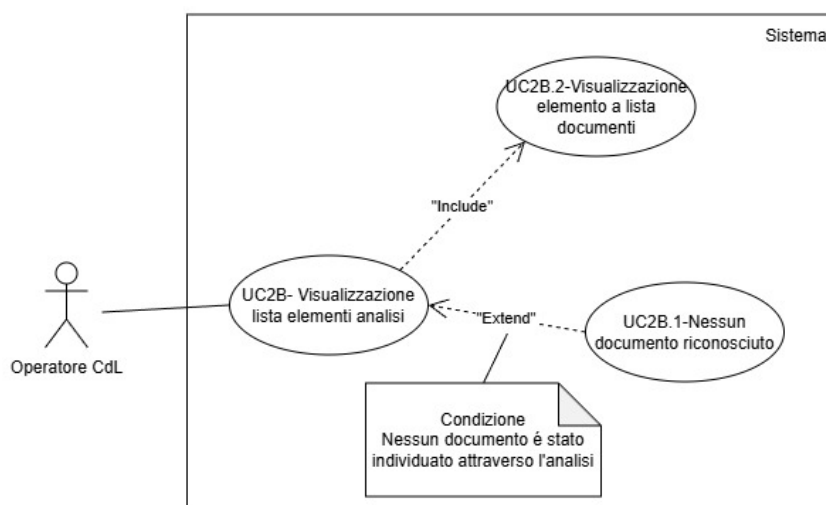 Sistema
UC2B.2-Visualizzazione
elemento a lista
documenti
"Include"
UC2B- Visualizzazione
lista elementi analisi
"Extend"
UC2B.1-Nessun
documento riconosciuto
Operatore CdL
Condizione
Nessun documento é stato
individuato attraverso l'analisi